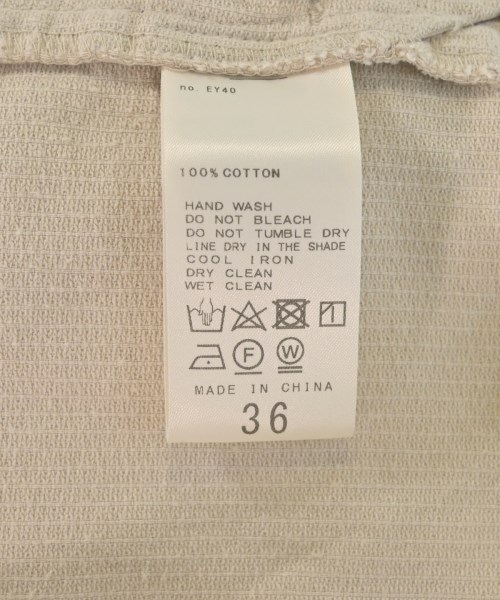 no. EY40
100% COTTON
HAND WASH
DO NOT BLEACH
DO NOT TUMBLE DRY
LINE DRY IN THE SHADE
COOL IRON
DRY CLEAN
WET CLEAN
F W
MADE IN CHINA
36